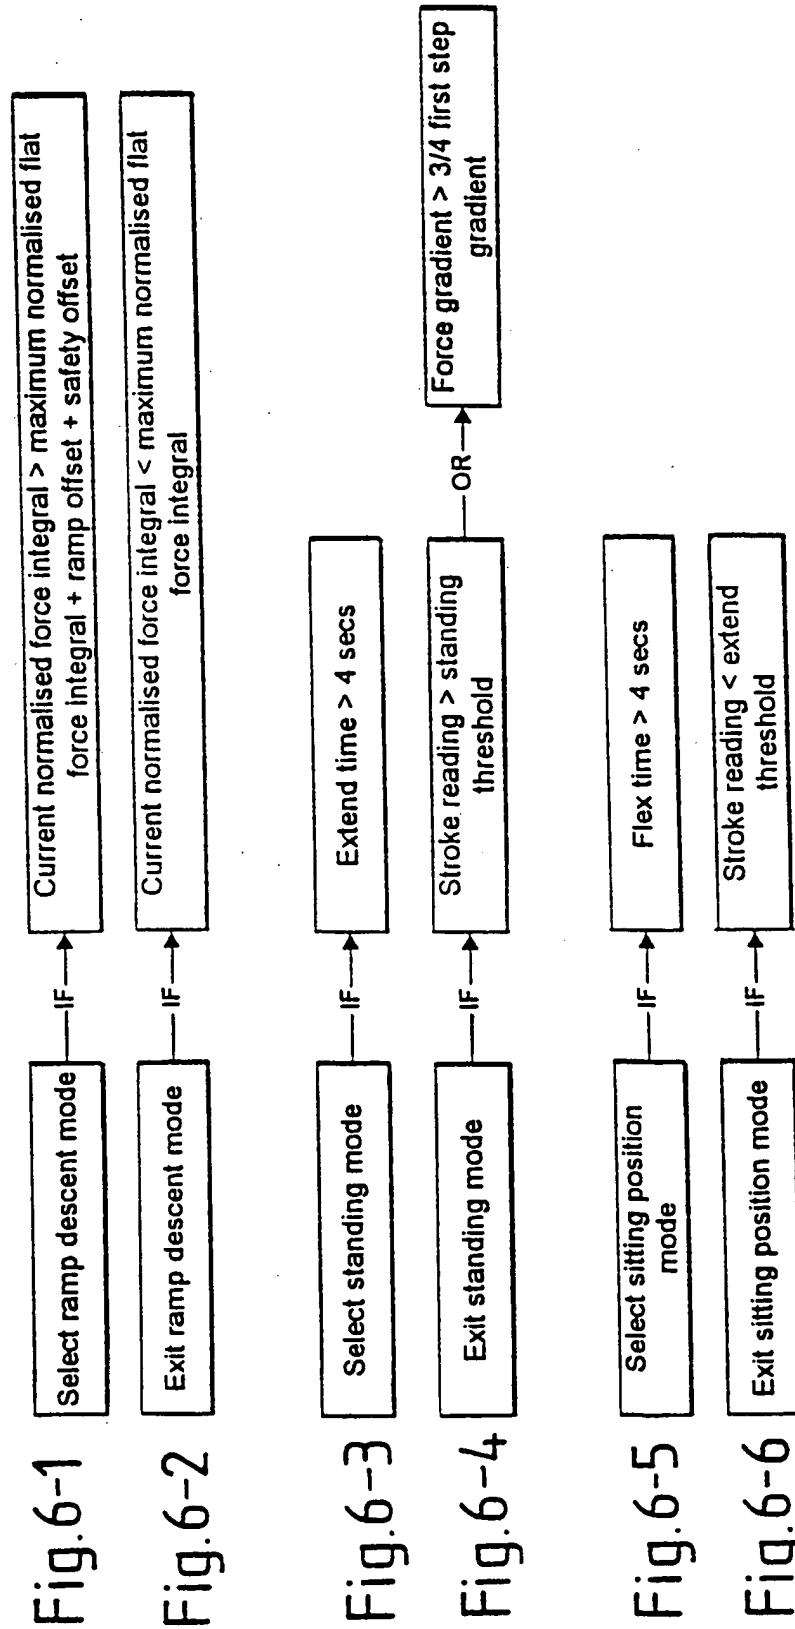 Fig.6-1
Select ramp descent mode
IF
Current normalised force integral > maximum normalised flat
force integral + ramp offset + safety offset
Fig.6-2
Exit ramp descent mode
IF
Current normalised force integral < maximum normalised flat
force integral
Fig.6-3
Select standing mode
IF
Extend time > 4 secs
Fig.6-4
Exit standing mode
IF
Stroke reading > standing
threshold
OR
Force gradient > 3/4 first step
gradient
Fig.6-5
Select sitting position
mode
IF
Flex time > 4 secs
Fig.6-6
Exit sitting position mode
IF
Stroke reading < extend
threshold